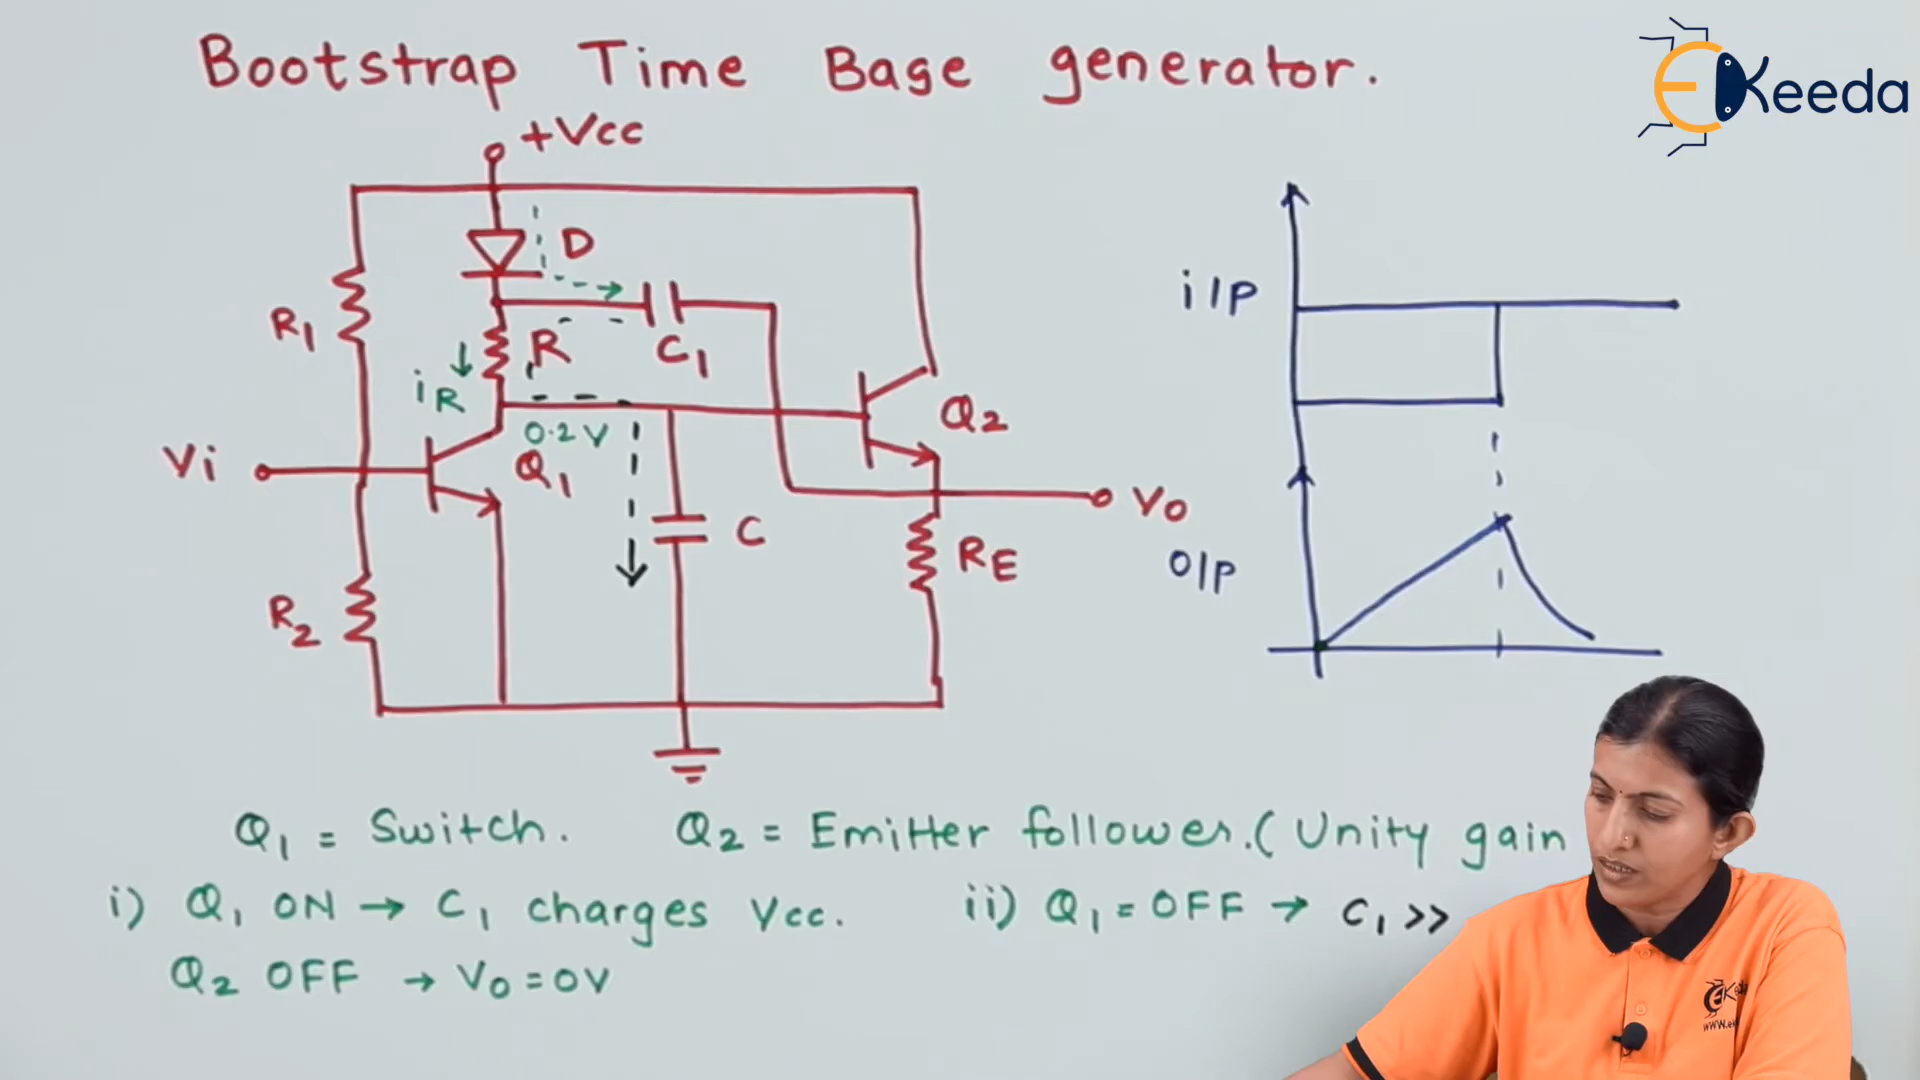 Bootstrap Time Base generator.
EKeeda
+Vcc
D
R1
R
C1
iR
0.2V
Q1
Q2
Vi
C
Vo
RE
R2
i/p
o/p
Q1 = Switch.
Q2 = Emitter follower. (Unity gain
i) Q1 ON → C1 charges Vcc.
ii) Q1 = OFF → C1 >>
Q2 OFF → Vo = 0V